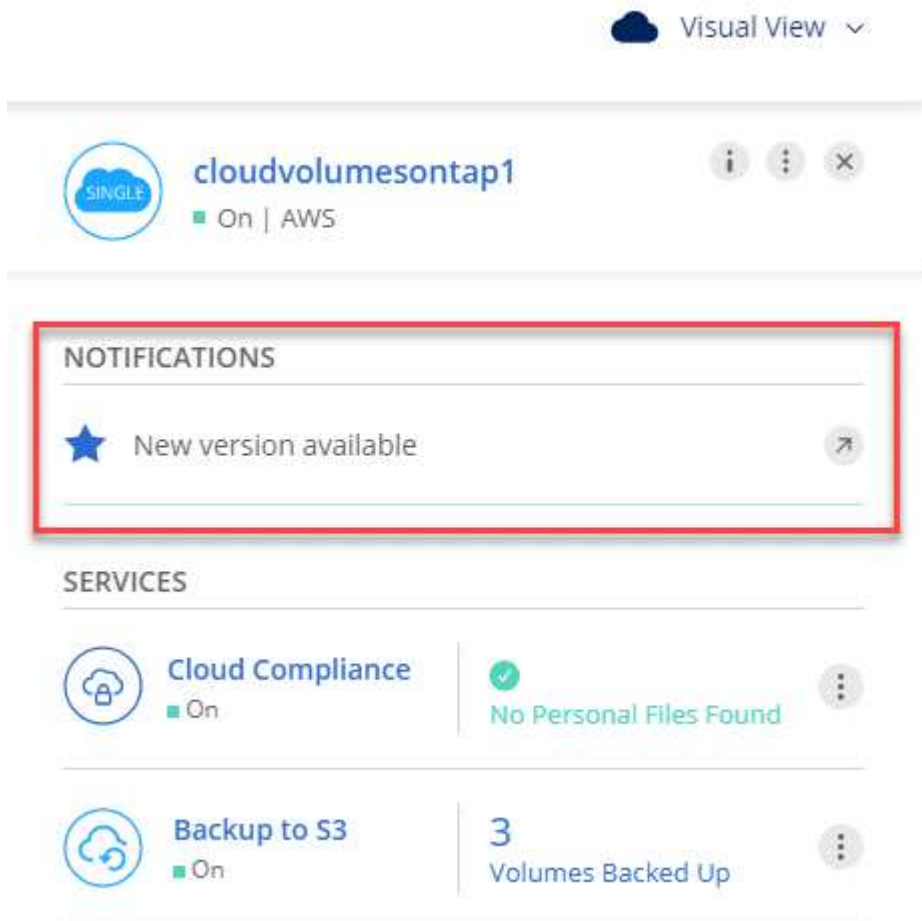 Visual View
SINGLE
cloudvolumesontap1
On | AWS
NOTIFICATIONS
New version available
SERVICES
Cloud Compliance
On
No Personal Files Found
Backup to S3
On
3
Volumes Backed Up